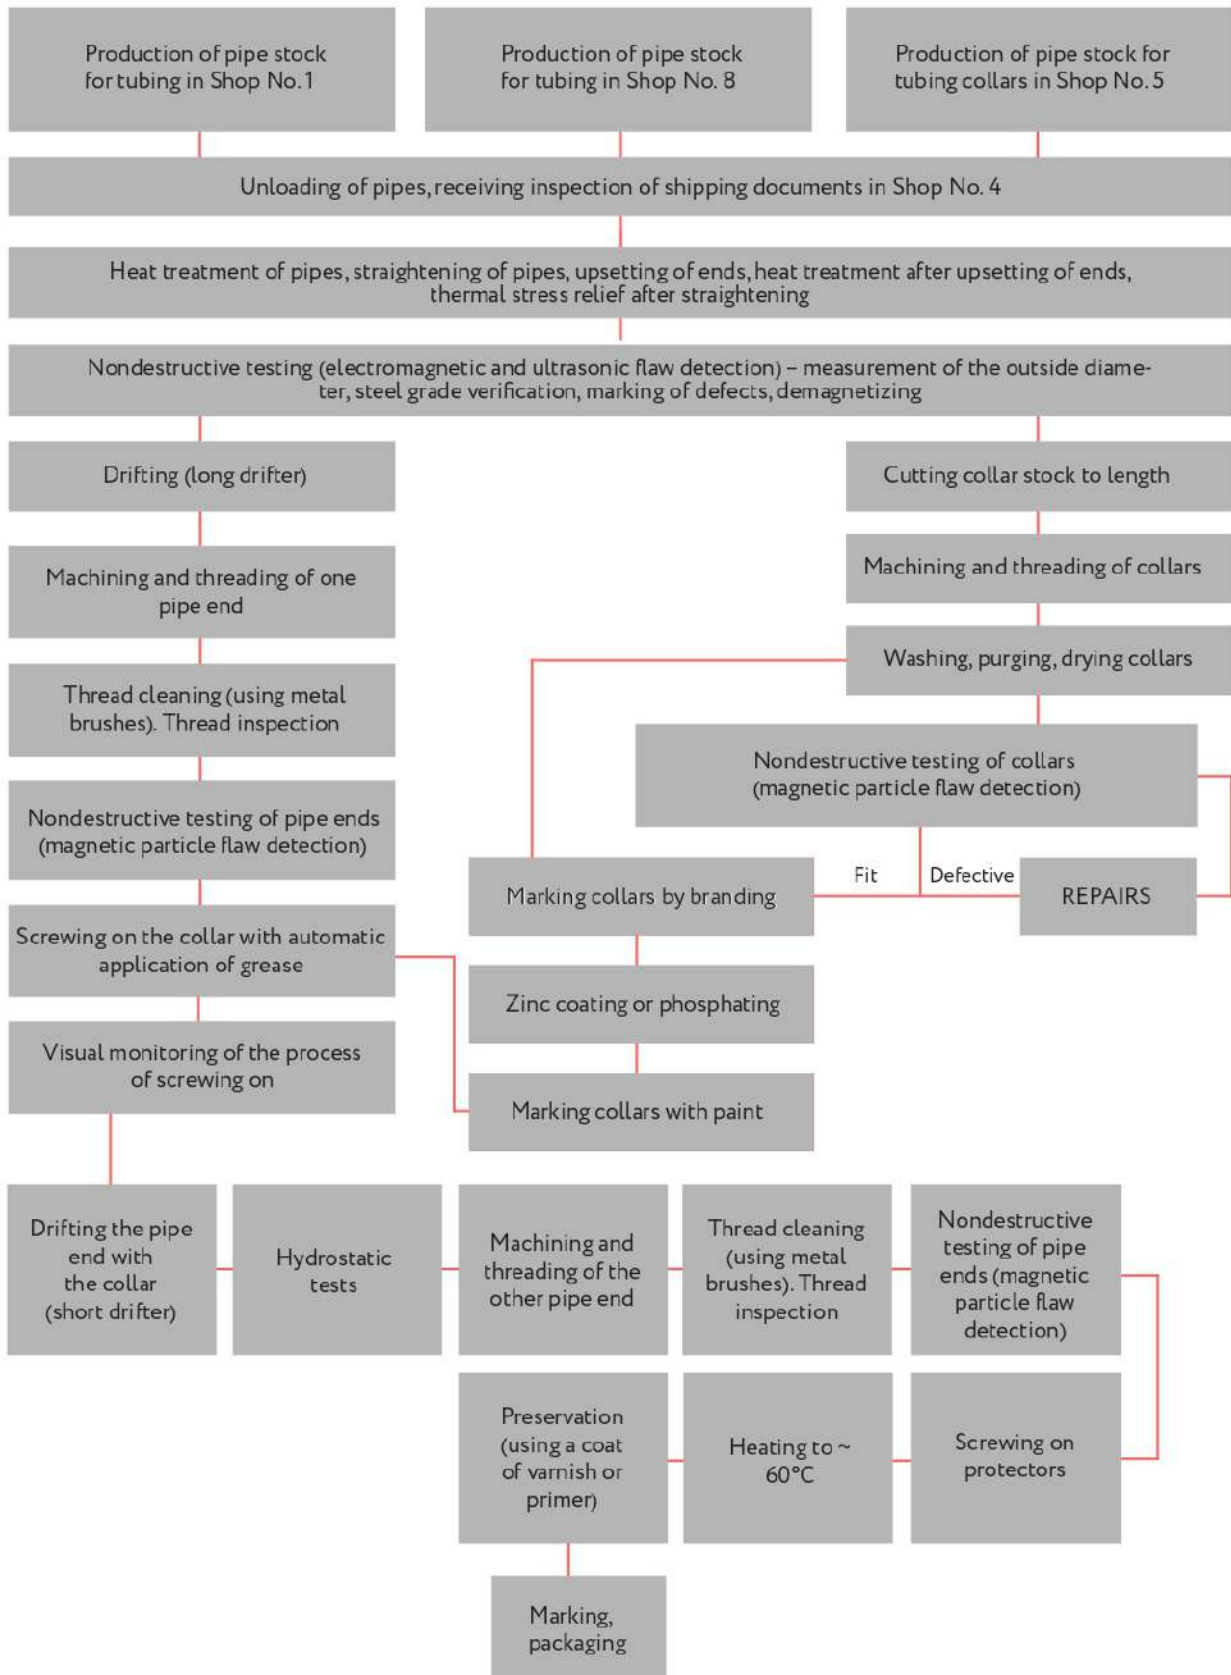 Production of pipe stock
for tubing in Shop No. 1
Production of pipe stock
for tubing in Shop No. 8
Production of pipe stock for
tubing collars in Shop No. 5
Unloading of pipes, receiving inspection of shipping documents in Shop No. 4
Heat treatment of pipes, straightening of pipes, upsetting of ends, heat treatment after upsetting of ends,
thermal stress relief after straightening
Nondestructive testing (electromagnetic and ultrasonic flaw detection) – measurement of the outside diame-
ter, steel grade verification, marking of defects, demagnetizing
Drifting (long drifter)
Cutting collar stock to length
Machining and threading of one
pipe end
Machining and threading of collars
Thread cleaning (using metal
brushes). Thread inspection
Washing, purging, drying collars
Nondestructive testing of collars
(magnetic particle flaw detection)
Nondestructive testing of pipe ends
(magnetic particle flaw detection)
Marking collars by branding
Fit
Defective
REPAIRS
Screwing on the collar with automatic
application of grease
Zinc coating or phosphating
Visual monitoring of the process
of screwing on
Marking collars with paint
Drifting the pipe
end with
the collar
(short drifter)
Hydrostatic
tests
Machining and
threading of the
other pipe end
Thread cleaning
(using metal
brushes). Thread
inspection
Nondestructive
testing of pipe
ends (magnetic
particle flaw
detection)
Preservation
(using a coat
of varnish or
primer)
Heating to ~
60°C
Screwing on
protectors
Marking,
packaging